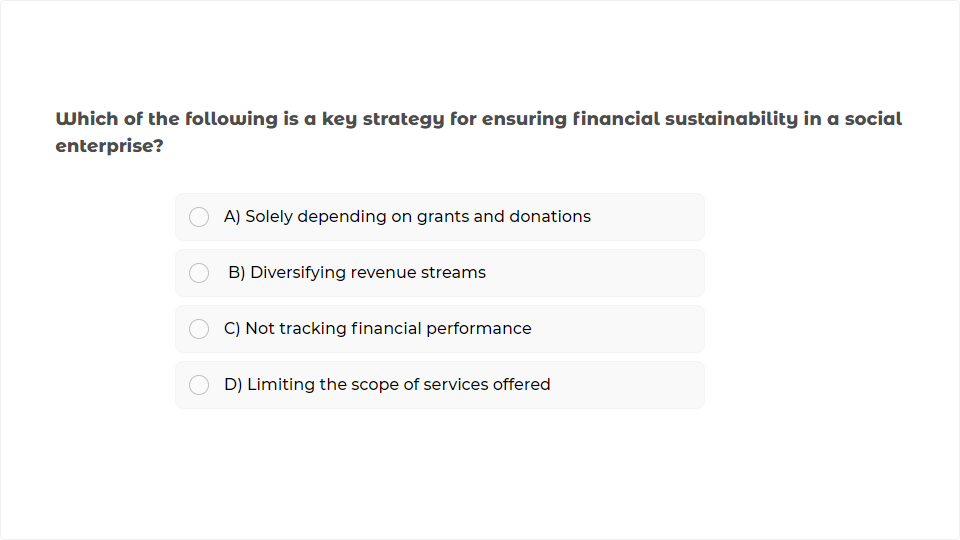 Which of the following is a key strategy for ensuring financial sustainability in a social
enterprise?
A) Solely depending on grants and donations
B) Diversifying revenue streams
C) Not tracking financial performance
D) Limiting the scope of services offered